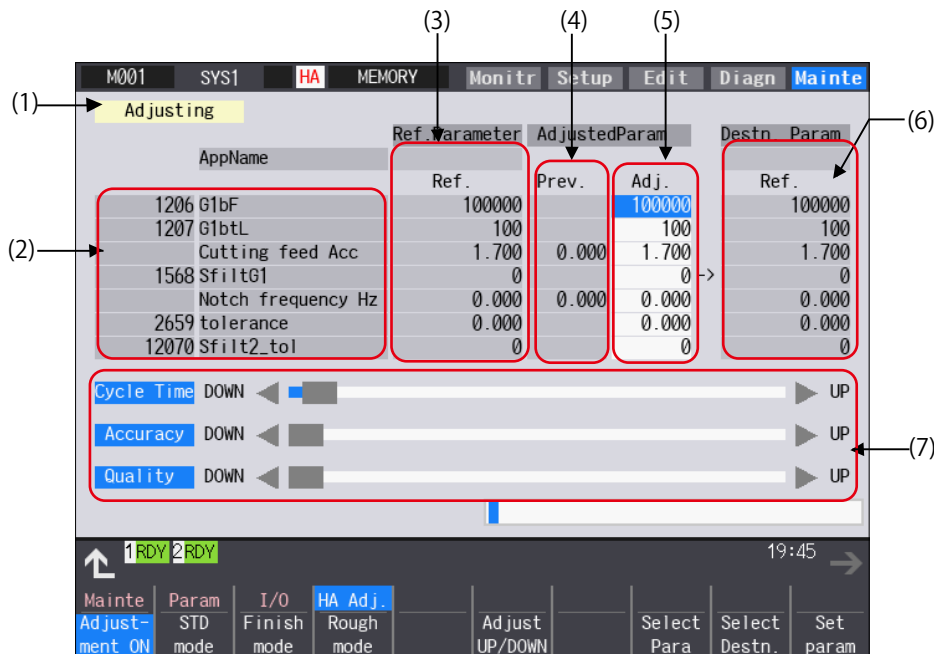 (3) (4) (5)
M001 SYS1 HA MEMORY Monitr Setup Edit Diagn Mainte
(1)
Adjusting
(6)
Ref.Parameter AdjustedParam Destn Param
AppName
Ref. Prev. Adj. Ref.
1206 G1bF 100000 100000 100000
1207 G1btL 100 100 100
(2)
Cutting feed Acc 1.700 0.000 1.700 1.700
1568 SfiltG1 0 0 -> 0
Notch frequency Hz 0.000 0.000 0.000 0.000
2659 tolerance 0.000 0.000 0.000
12070 Sfilt2_tol 0 0 0
Cycle Time DOWN UP
Accuracy DOWN UP
(7)
Quality DOWN UP
1 RDY 2 RDY 19:45
Mainte Param I/O HA Adj.
Adjust- STD Finish Rough Adjust Select Select Set
ment ON mode mode mode UP/DOWN Para Destn. param